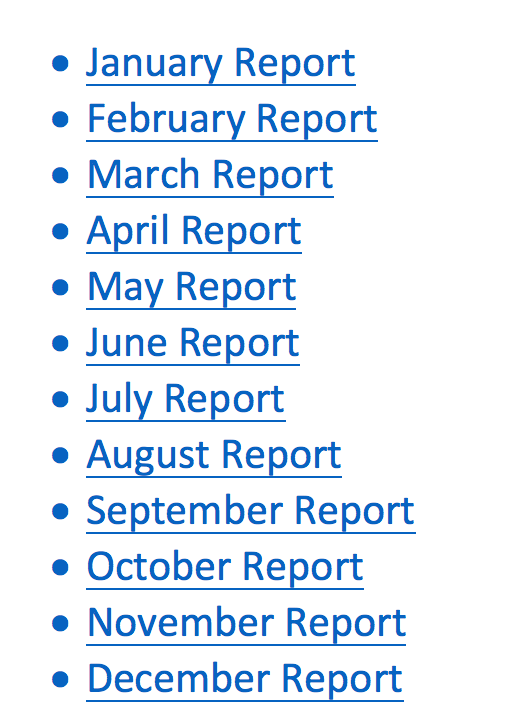 • January Report
• February Report
• March Report
• April Report
• May Report
• June Report
• July Report
• August Report
• September Report
• October Report
• November Report
• December Report